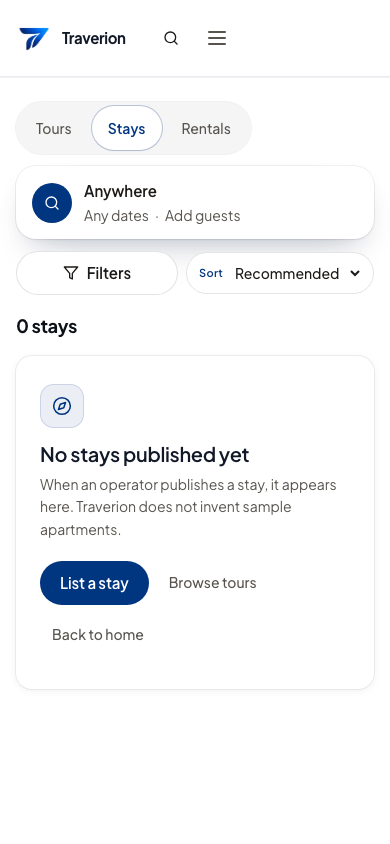 Traverion
Tours
Stays
Rentals
Anywhere
Any dates · Add guests
Filters
Sort
Recommended
0 stays
No stays published yet
When an operator publishes a stay, it appears
here. Traverion does not invent sample
apartments.
List a stay
Browse tours
Back to home